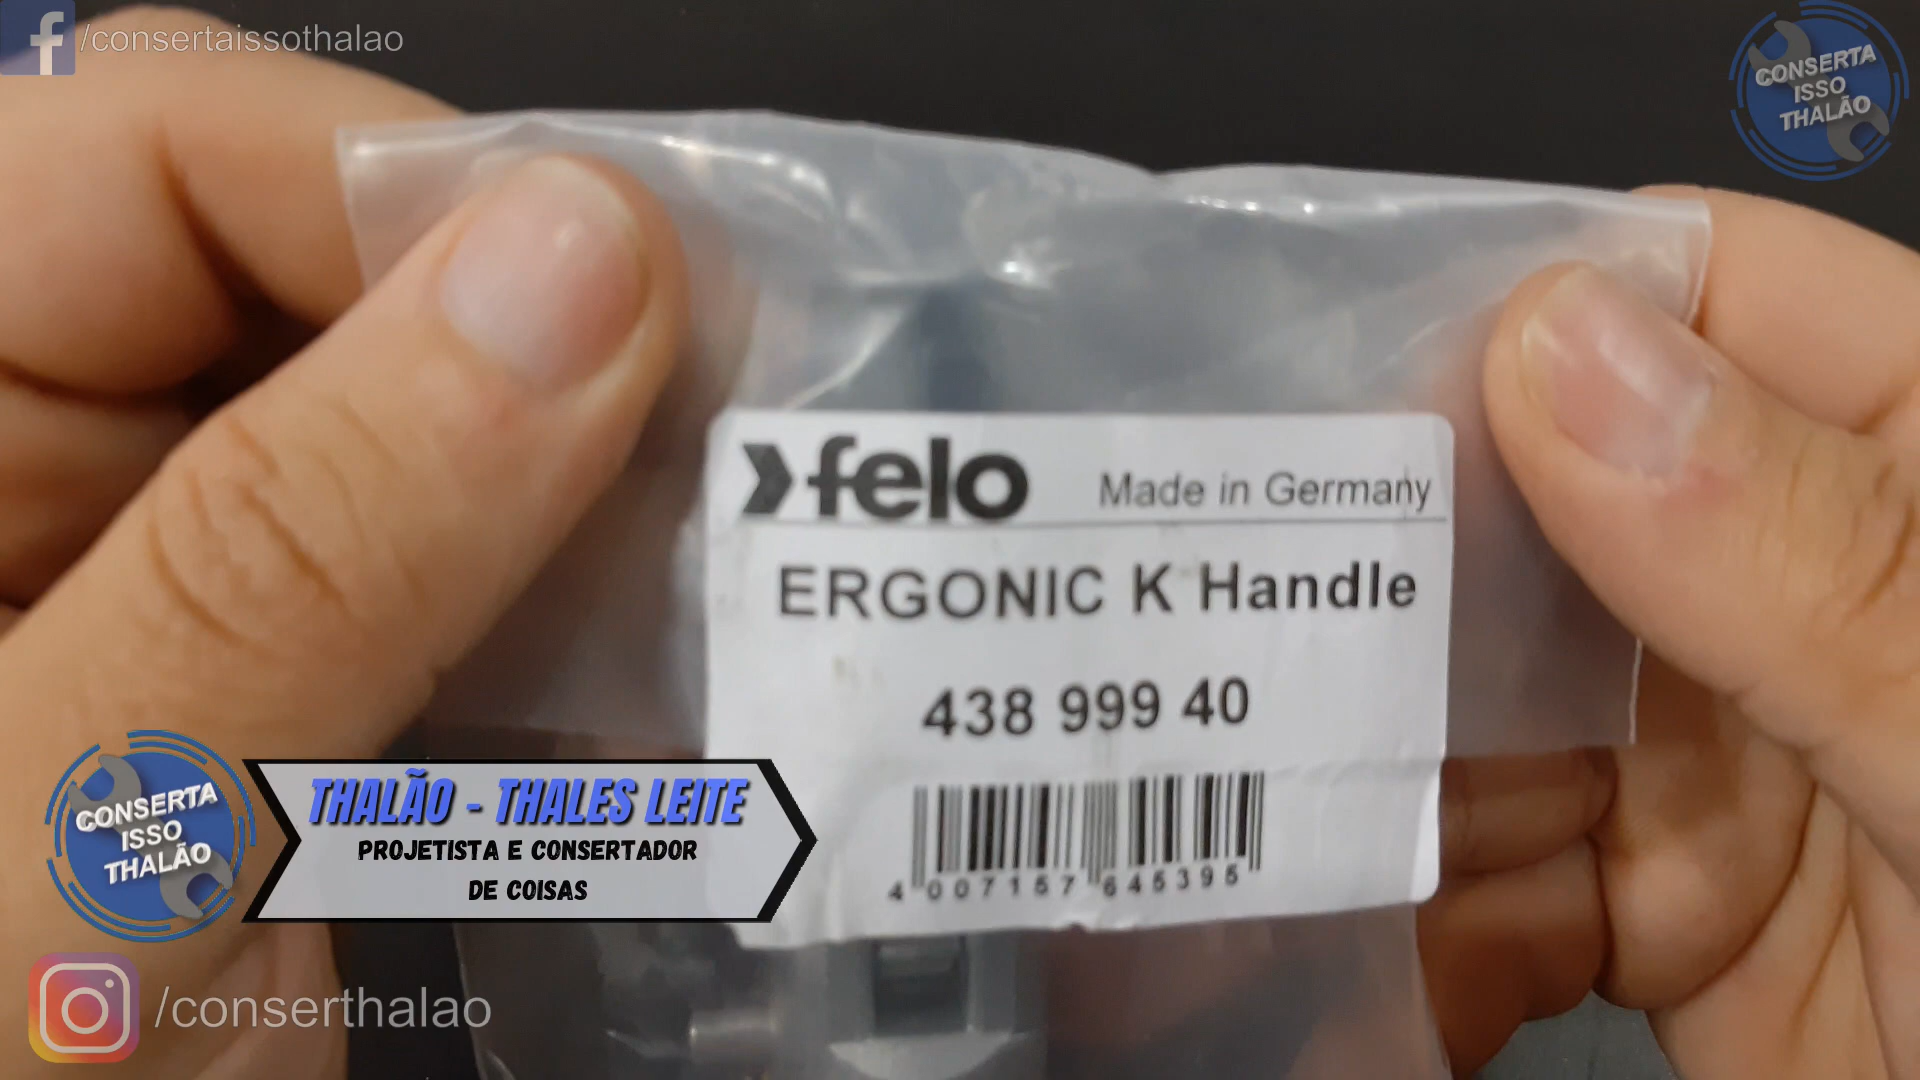 /consertaissothalao
CONSERTA
ISSO
THALÃO
felo
Made in Germany
ERGONIC K Handle
438 999 40
4 007157 645395
CONSERTA
ISSO
THALÃO
THALÃO - THALES LEITE
PROJETISTA E CONSERTADOR
DE COISAS
/conserthalao